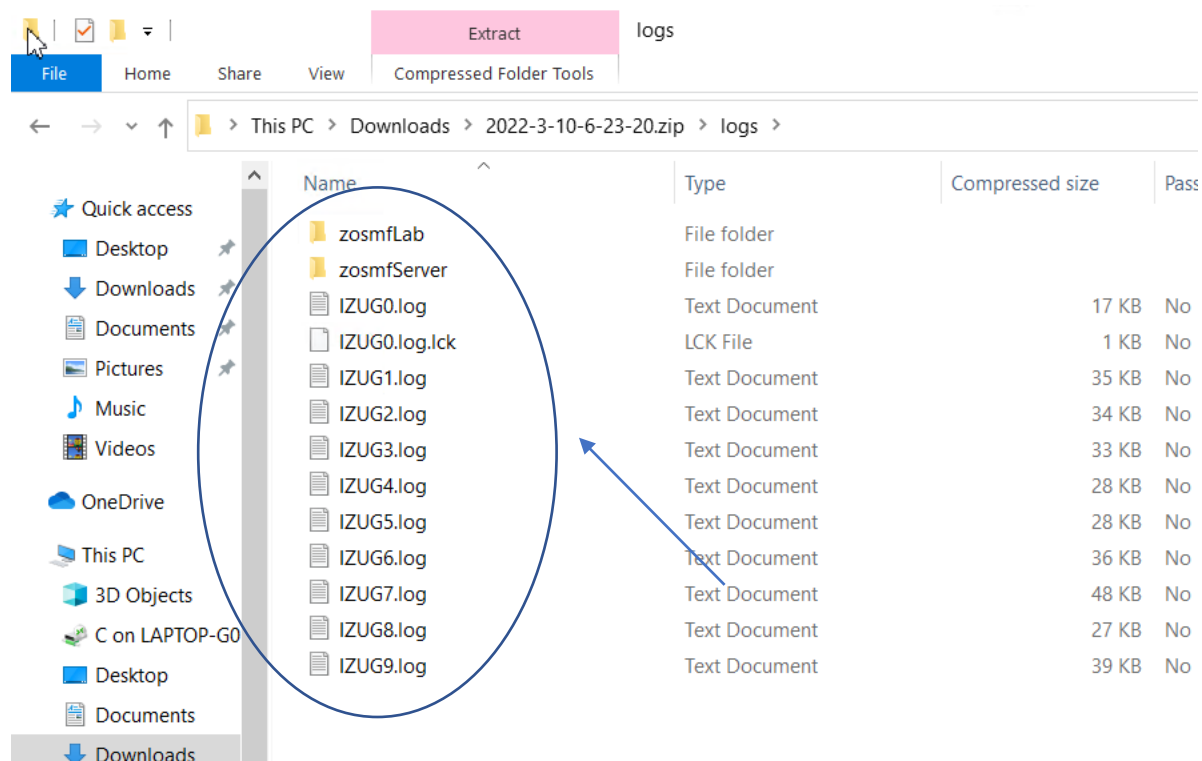 Extract
logs
File
Home
Share
View
Compressed Folder Tools
This PC > Downloads > 2022-3-10-6-23-20.zip > logs >
Name
Type
Compressed size
Pass
Quick access
Desktop
Downloads
Documents
Pictures
Music
Videos
OneDrive
This PC
3D Objects
C on LAPTOP-G0
Desktop
Documents
Downloads
zosmfLab File folder
zosmfServer File folder
IZUG0.log Text Document 17 KB No
IZUG0.log.lck LCK File 1 KB No
IZUG1.log Text Document 35 KB No
IZUG2.log Text Document 34 KB No
IZUG3.log Text Document 33 KB No
IZUG4.log Text Document 28 KB No
IZUG5.log Text Document 28 KB No
IZUG6.log Text Document 36 KB No
IZUG7.log Text Document 48 KB No
IZUG8.log Text Document 27 KB No
IZUG9.log Text Document 39 KB No